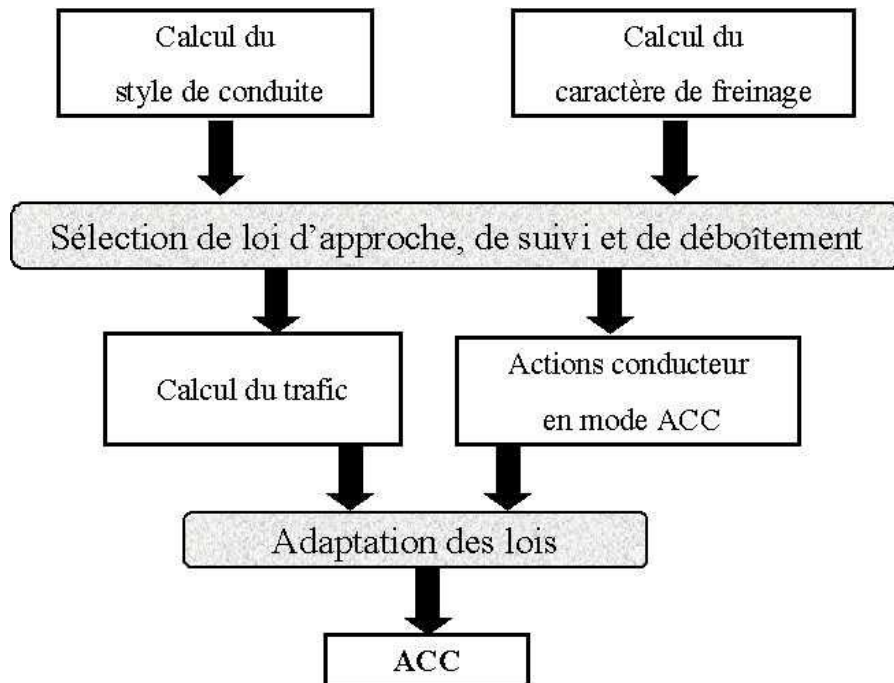 Calcul du
style de conduite
Calcul du
caractère de freinage
Sélection de loi d'approche, de suivi et de déboîtement
Calcul du trafic
Actions conducteur
en mode ACC
Adaptation des lois
ACC